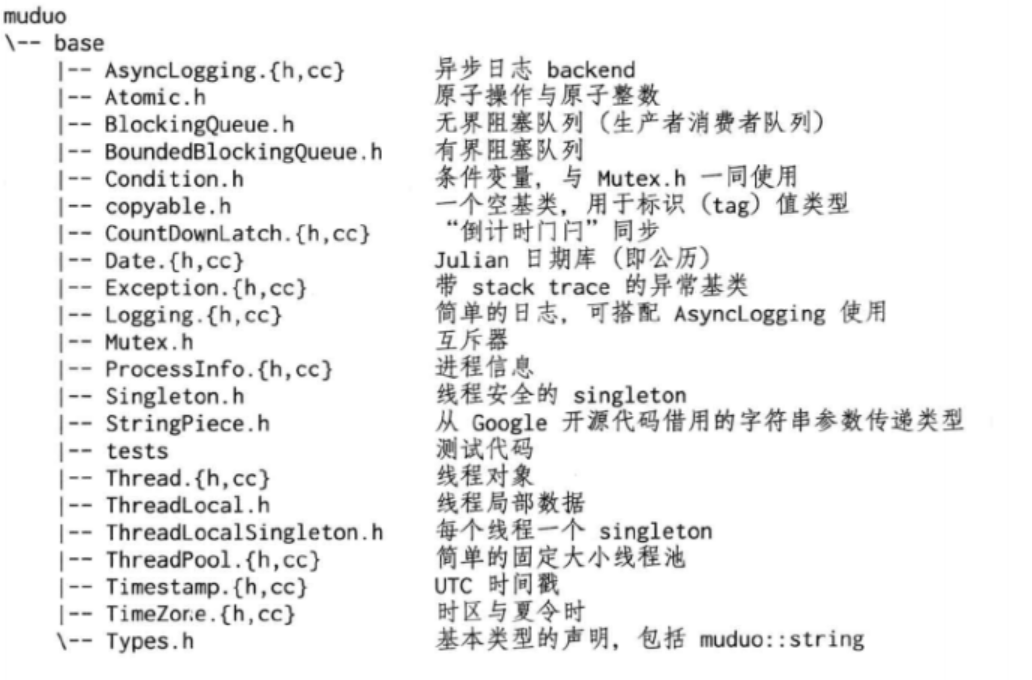 muduo
\-- base
|-- AsyncLogging.{h,cc} 异步日志 backend
|-- Atomic.h 原子操作与原子整数
|-- BlockingQueue.h 无界阻塞队列（生产者消费者队列）
|-- BoundedBlockingQueue.h 有界阻塞队列
|-- Condition.h 条件变量，与 Mutex.h 一同使用
|-- copyable.h 一个空基类，用于标识（tag）值类型
|-- CountDownLatch.{h,cc} “倒计时门闩”同步
|-- Date.{h,cc} Julian 日期库（即公历）
|-- Exception.{h,cc} 带 stack trace 的异常基类
|-- Logging.{h,cc} 简单的日志，可搭配 AsyncLogging 使用
|-- Mutex.h 互斥器
|-- ProcessInfo.{h,cc} 进程信息
|-- Singleton.h 线程安全的 singleton
|-- StringPiece.h 从 Google 开源代码借用的字符串参数传递类型
|-- tests 测试代码
|-- Thread.{h,cc} 线程对象
|-- ThreadLocal.h 线程局部数据
|-- ThreadLocalSingleton.h 每个线程一个 singleton
|-- ThreadPool.{h,cc} 简单的固定大小线程池
|-- Timestamp.{h,cc} UTC 时间戳
|-- TimeZone.{h,cc} 时区与夏令时
\-- Types.h 基本类型的声明，包括 muduo::string